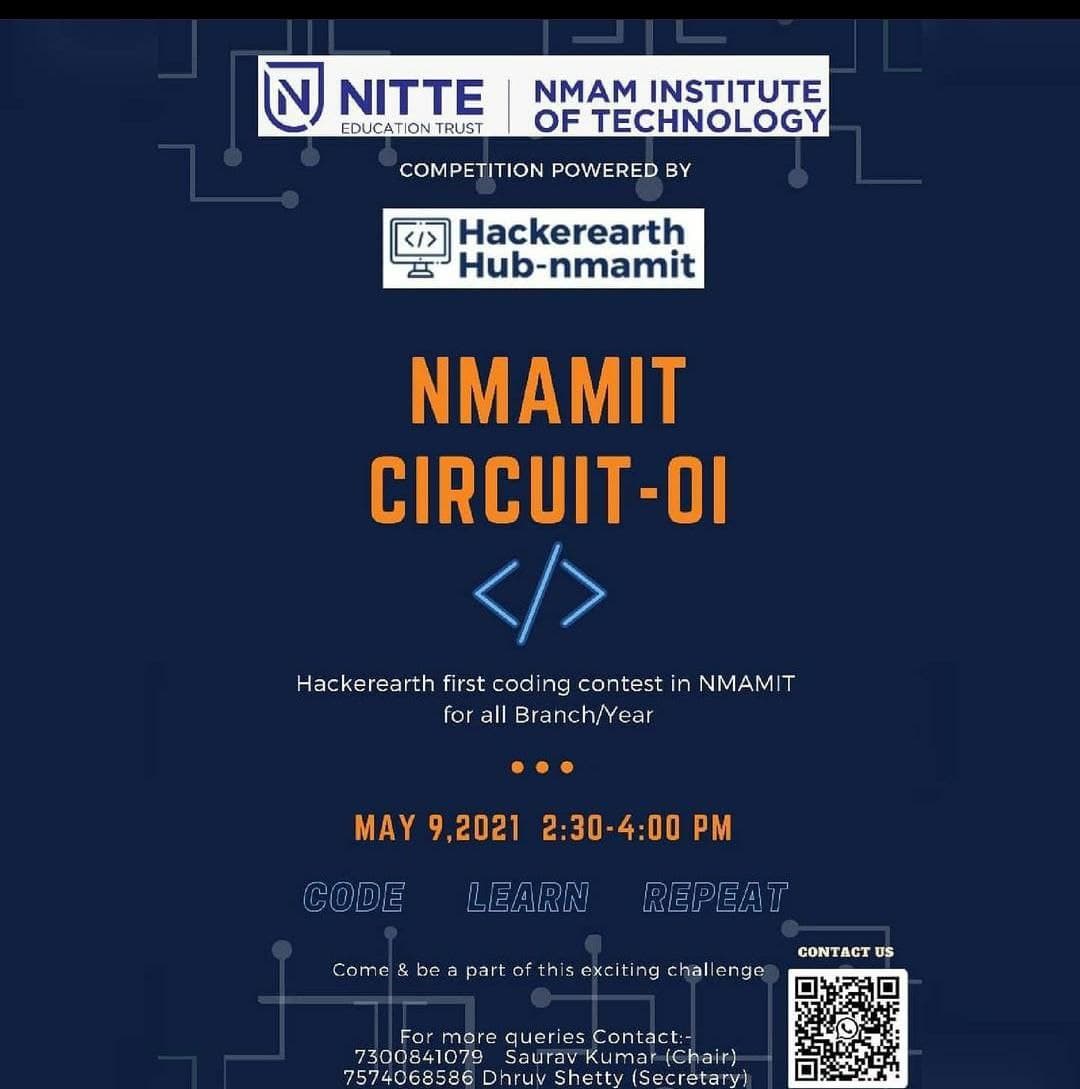 NITTE
EDUCATION TRUST
NMAM INSTITUTE
OF TECHNOLOGY
COMPETITION POWERED BY
</>
Hackerearth
Hub-nmamit
NMAMIT
CIRCUIT-01
</>
Hackerearth first coding contest in NMAMIT
for all Branch/Year
MAY 9,2021 2:30-4:00 PM
CODE LEARN REPEAT
Come & be a part of this exciting challenge
CONTACT US
For more queries Contact:-
7300841079 Saurav Kumar (Chair)
7574068586 Dhruv Shetty (Secretary)